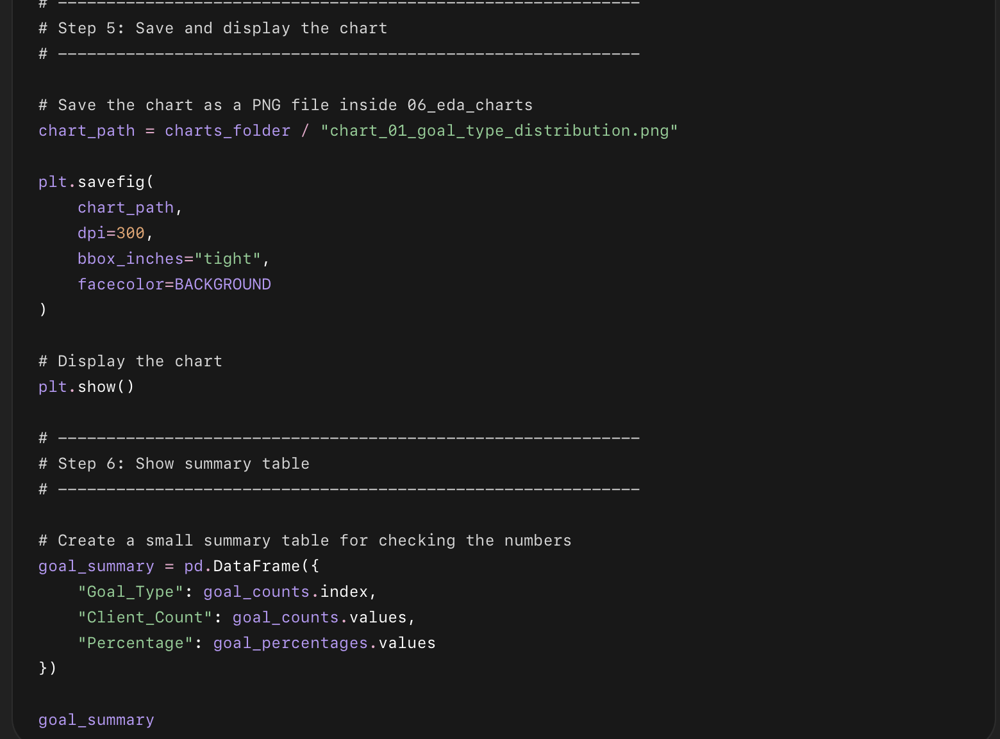 # ------------------------------------------------------------
# Step 5: Save and display the chart
# ------------------------------------------------------------
# Save the chart as a PNG file inside 06_eda_charts
chart_path = charts_folder / "chart_01_goal_type_distribution.png"
plt.savefig(
    chart_path,
    dpi=300,
    bbox_inches="tight",
    facecolor=BACKGROUND
)
# Display the chart
plt.show()
# ------------------------------------------------------------
# Step 6: Show summary table
# ------------------------------------------------------------
# Create a small summary table for checking the numbers
goal_summary = pd.DataFrame({
    "Goal_Type": goal_counts.index,
    "Client_Count": goal_counts.values,
    "Percentage": goal_percentages.values
})
goal_summary